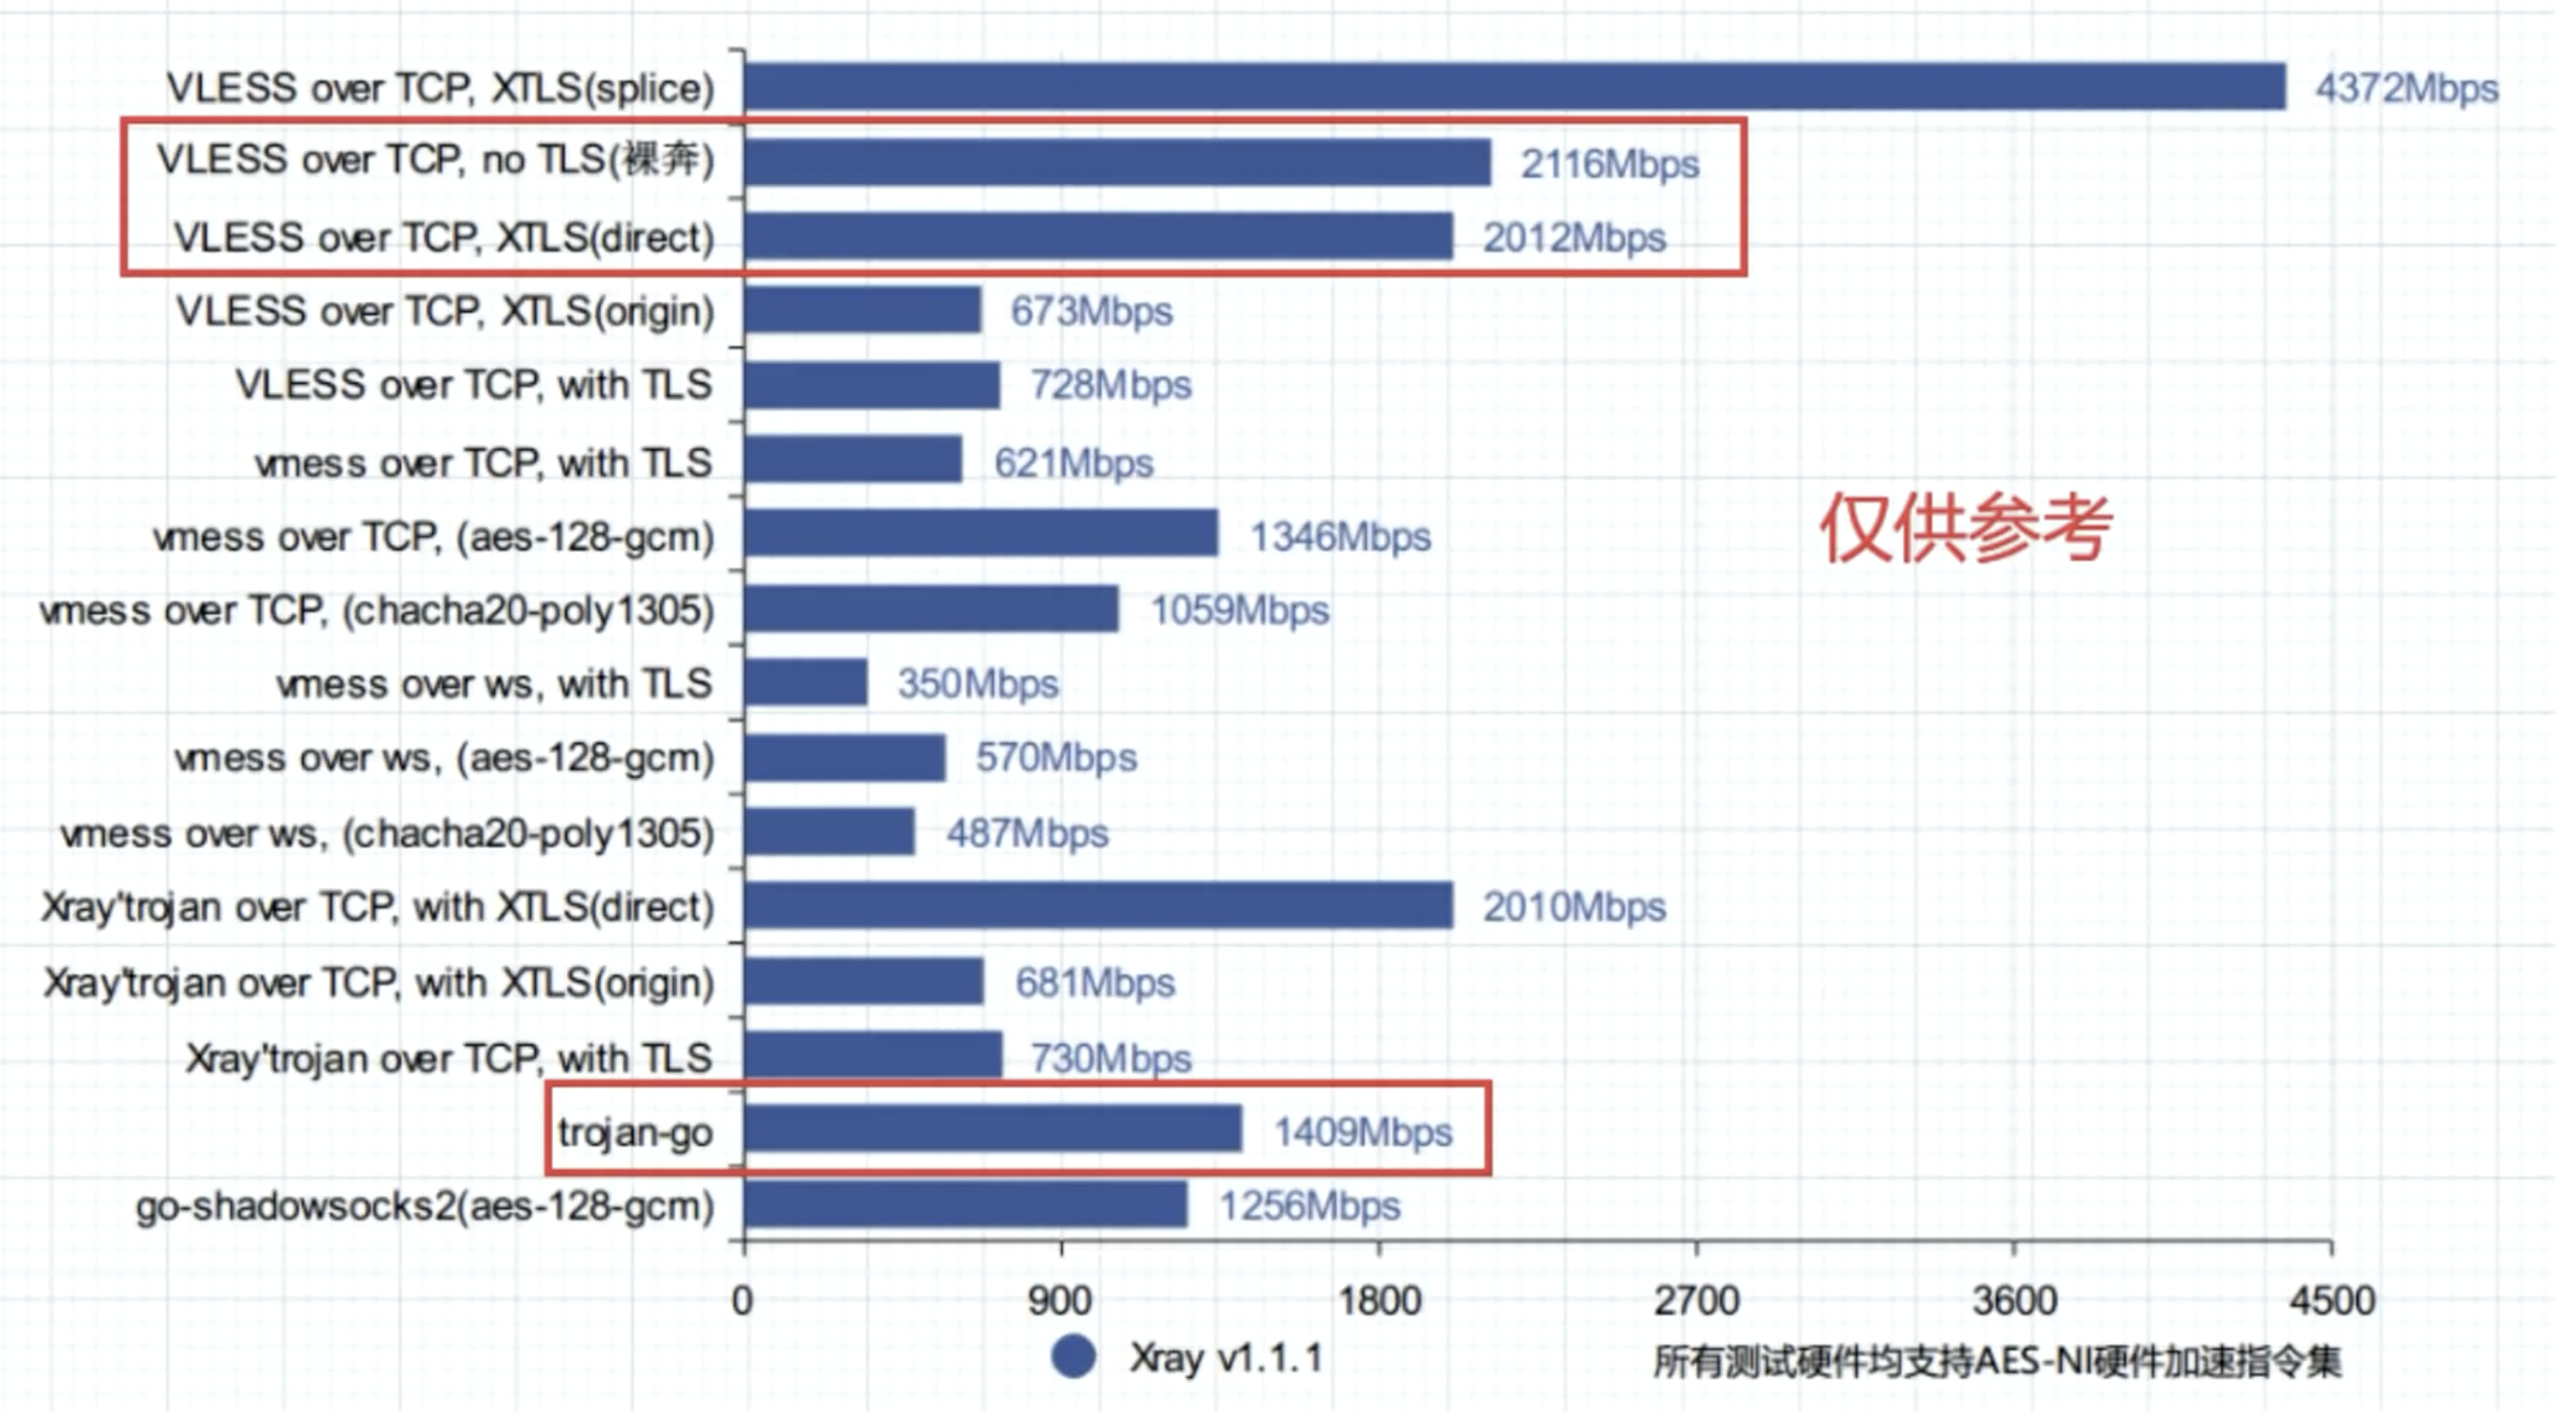 VLESS over TCP, XTLS(splice) 4372Mbps
VLESS over TCP, no TLS(裸奔) 2116Mbps
VLESS over TCP, XTLS(direct) 2012Mbps
VLESS over TCP, XTLS(origin) 673Mbps
VLESS over TCP, with TLS 728Mbps
vmess over TCP, with TLS 621Mbps
仅供参考
vmess over TCP, (aes-128-gcm) 1346Mbps
vmess over TCP, (chacha20-poly1305) 1059Mbps
vmess over ws, with TLS 350Mbps
vmess over ws, (aes-128-gcm) 570Mbps
vmess over ws, (chacha20-poly1305) 487Mbps
Xray'trojan over TCP, with XTLS(direct) 2010Mbps
Xray'trojan over TCP, with XTLS(origin) 681Mbps
Xray'trojan over TCP, with TLS 730Mbps
trojan-go 1409Mbps
go-shadowsocks2(aes-128-gcm) 1256Mbps
0 900 1800 2700 3600 4500
Xray v1.1.1
所有测试硬件均支持AES-NI硬件加速指令集